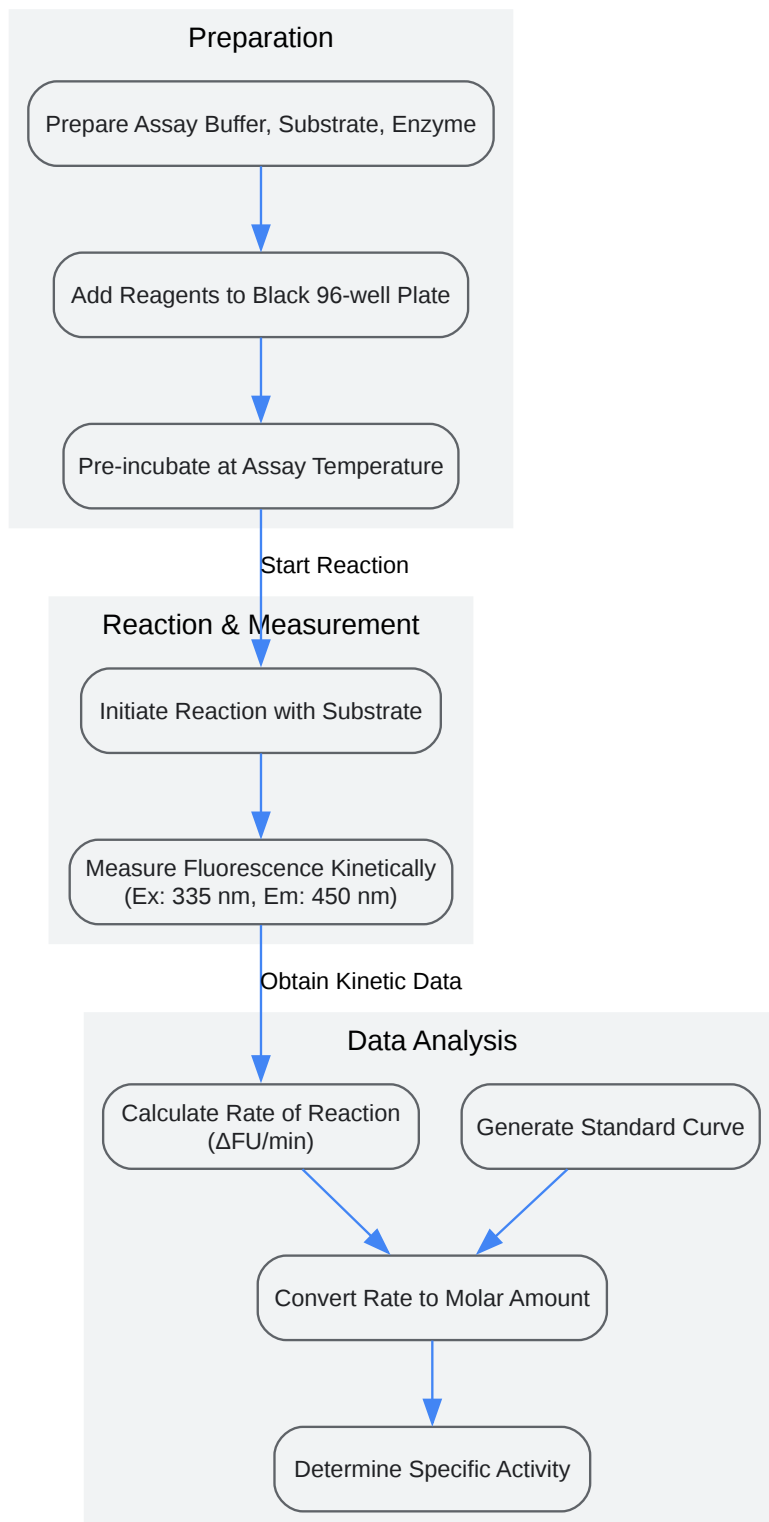 Preparation
Prepare Assay Buffer, Substrate, Enzyme
Add Reagents to Black 96-well Plate
Pre-incubate at Assay Temperature
Start Reaction
Reaction & Measurement
Initiate Reaction with Substrate
Measure Fluorescence Kinetically
(Ex: 335 nm, Em: 450 nm)
Obtain Kinetic Data
Data Analysis
Calculate Rate of Reaction
(ΔFU/min)
Generate Standard Curve
Convert Rate to Molar Amount
Determine Specific Activity